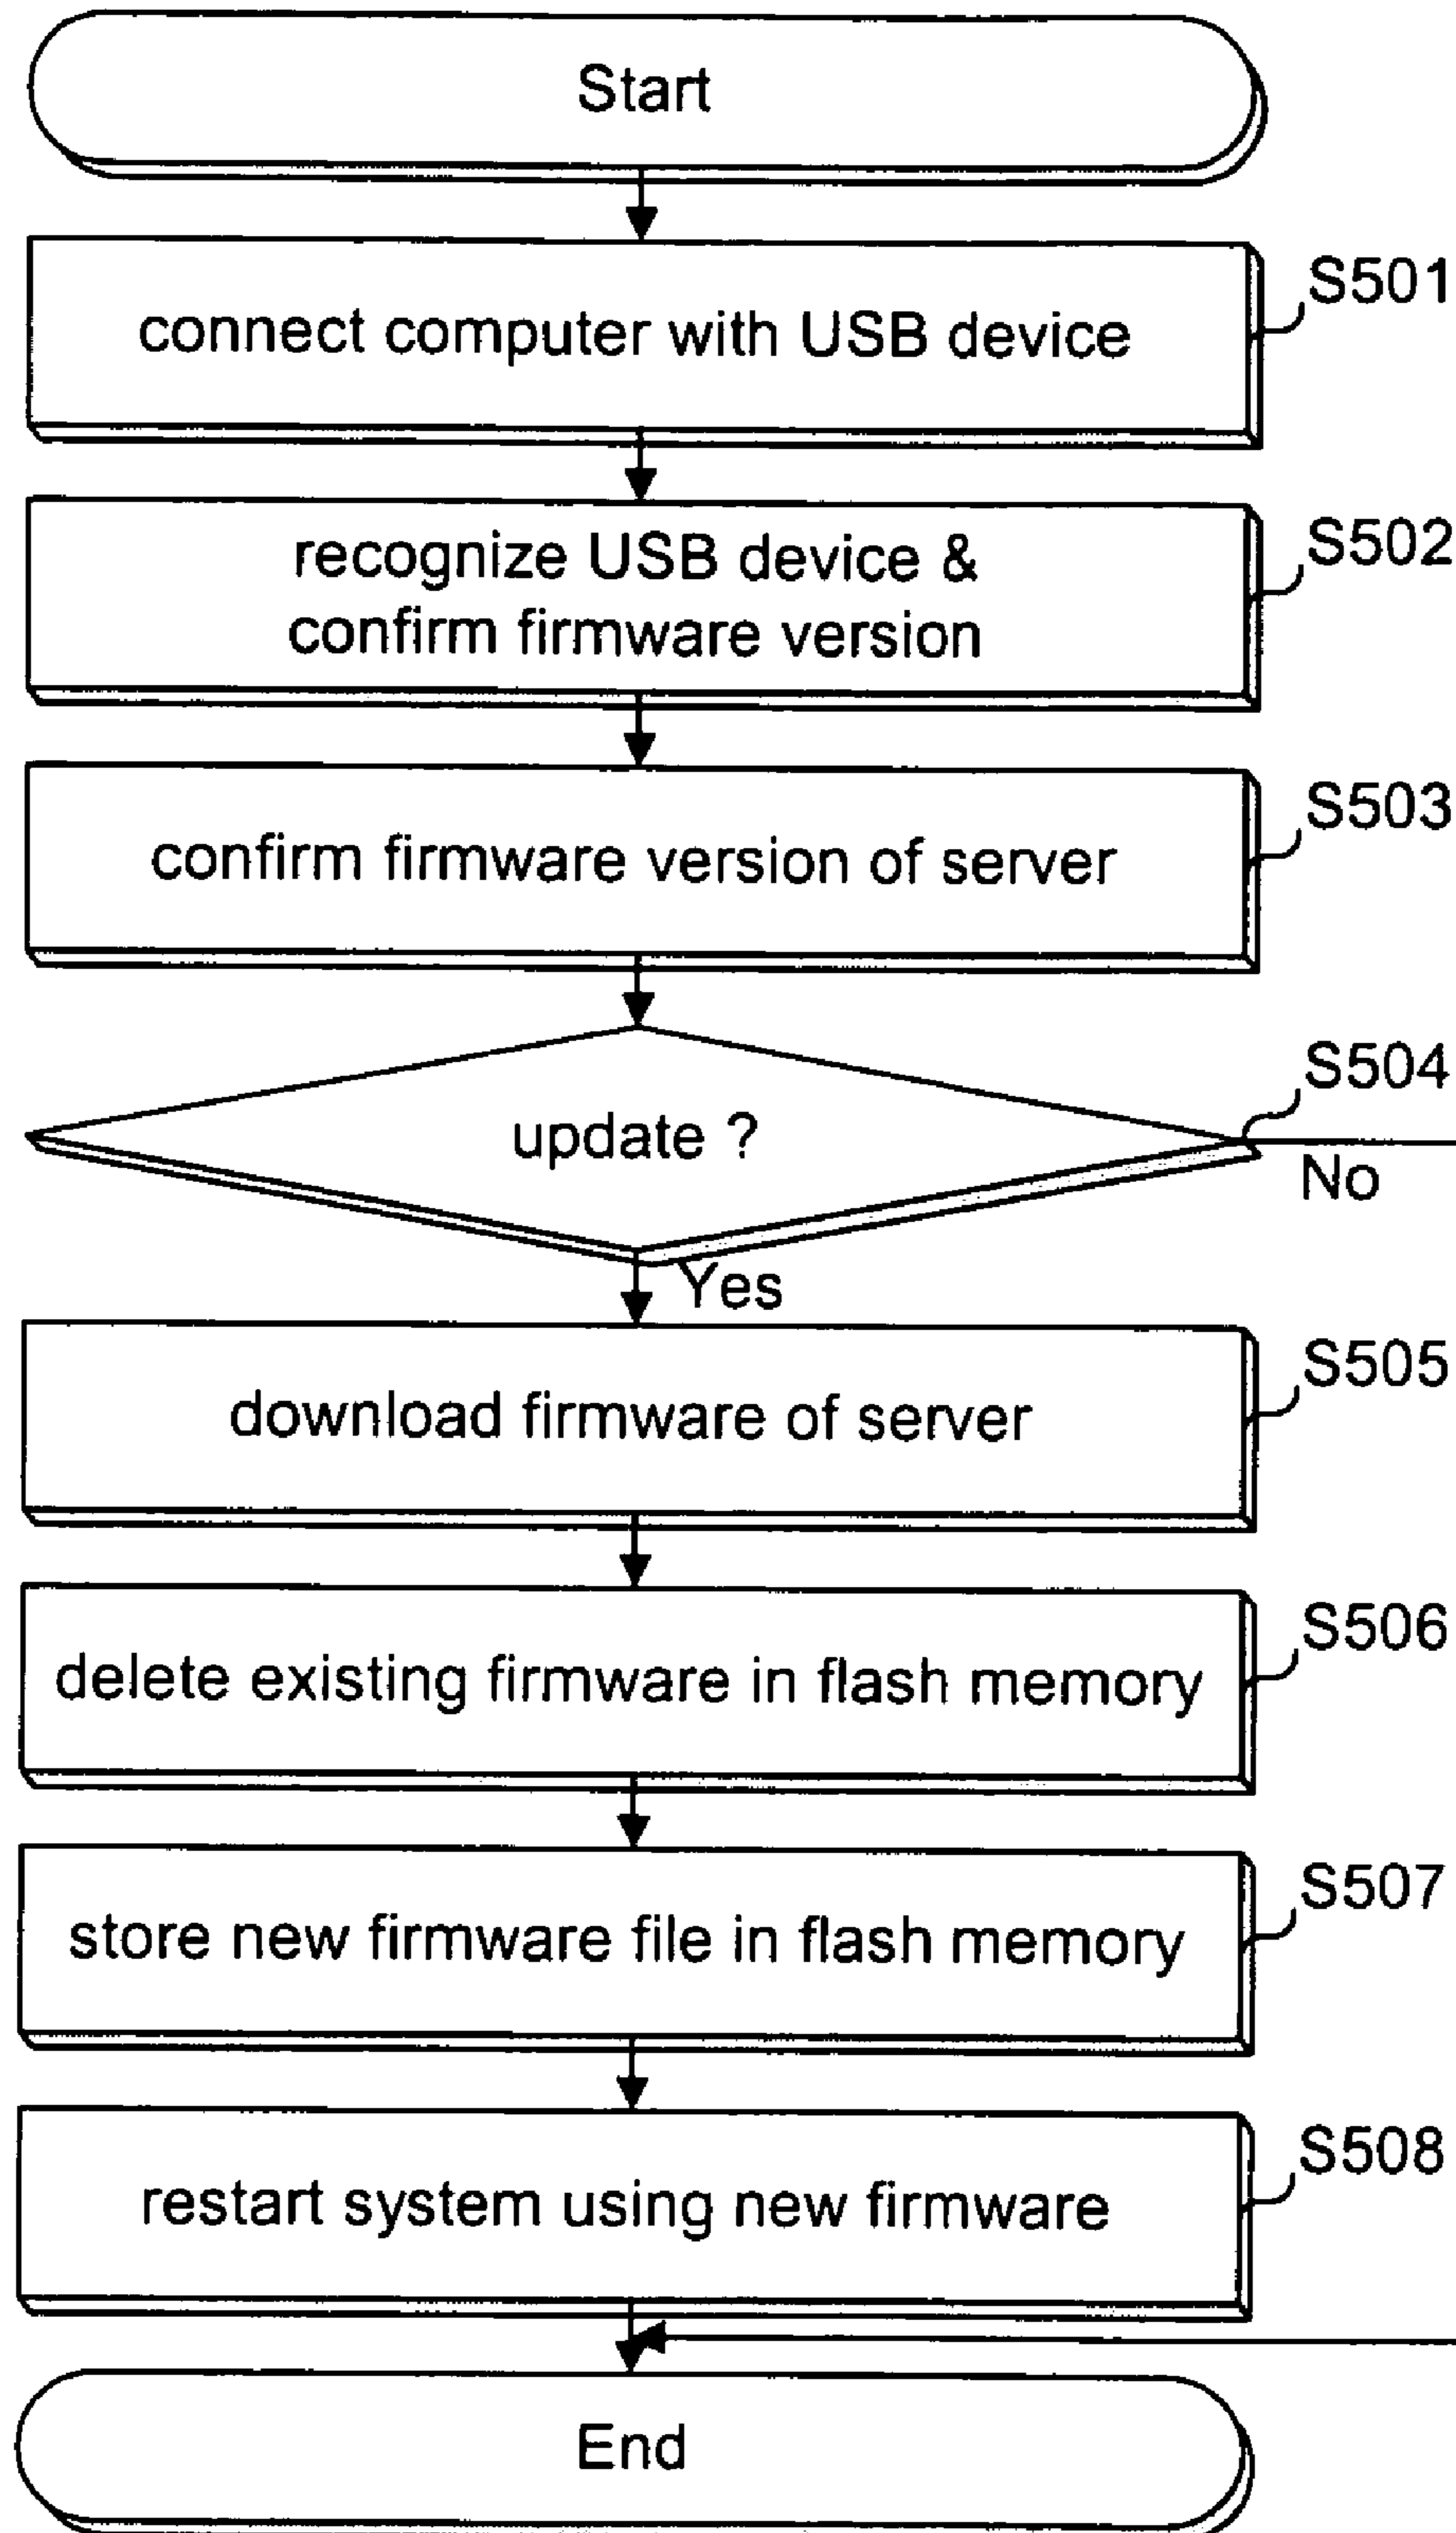 Start
connect computer with USB device
S501
recognize USB device &
confirm firmware version
S502
confirm firmware version of server
S503
update ?
S504
No
Yes
download firmware of server
S505
delete existing firmware in flash memory
S506
store new firmware file in flash memory
S507
restart system using new firmware
S508
End